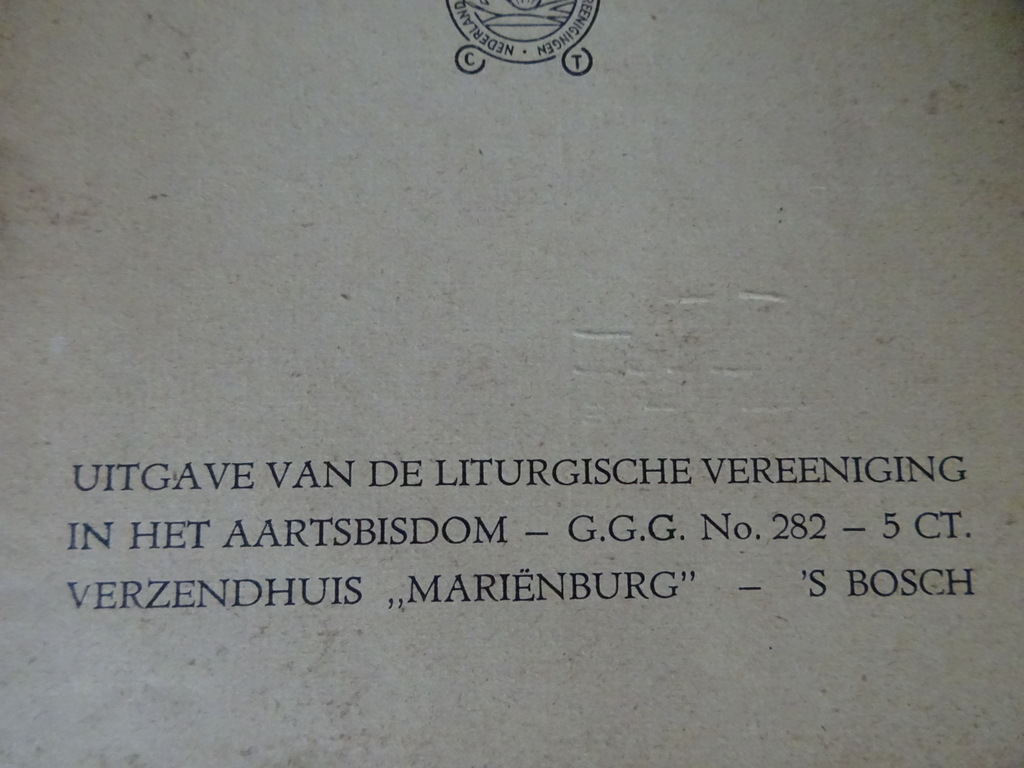 NEDERLAND
· VEREENIGINGEN
C T
UITGAVE VAN DE LITURGISCHE VEREENIGING
IN HET AARTSBISDOM – G.G.G. No. 282 – 5 CT.
VERZENDHUIS „MARIËNBURG” – 'S BOSCH